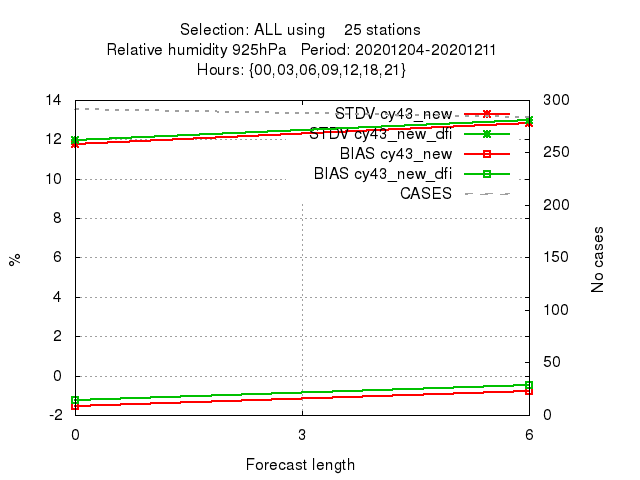 Selection: ALL using    25 stations
Relative humidity 925hPa   Period: 20201204-20201211
Hours: {00,03,06,09,12,18,21}
14
12
10
8
6
4
2
0
-2
%
300
250
200
150
100
50
0
No cases
STDV cy43_new
STDV cy43_new_dfi
BIAS cy43_new
BIAS cy43_new_dfi
CASES
0
3
6
Forecast length